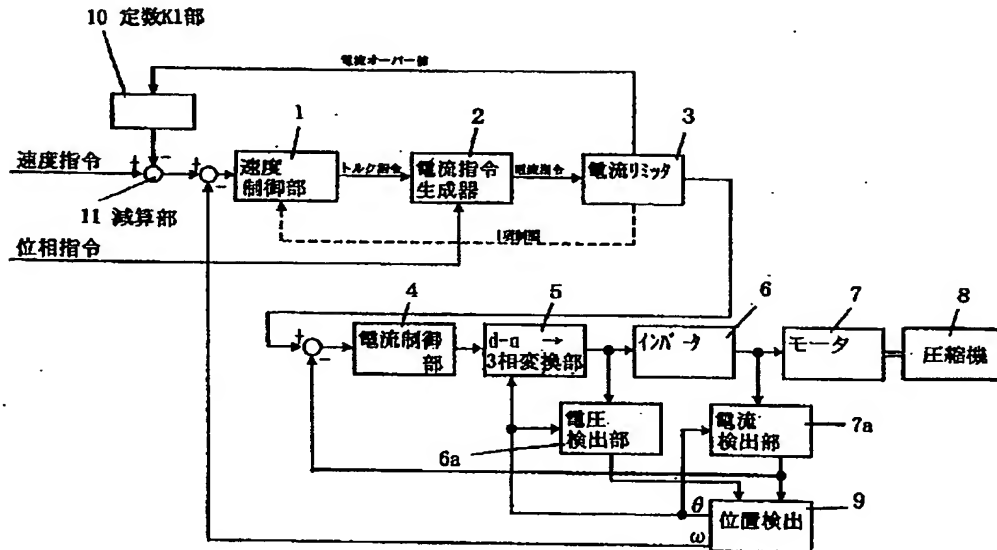 10 定数K1部
電流オーバー値
1
2
3
速度指令
速度
制御部
トルク指令
電流指令
生成器
電流指令
電流リミッタ
11 減算部
I項制限
位相指令
4
5
6
7
8
電流制御
部
d-q →
3相変換部
インバータ
モータ
圧縮機
電圧
検出部
6a
電流
検出部
7a
θ
ω
位置検出
9